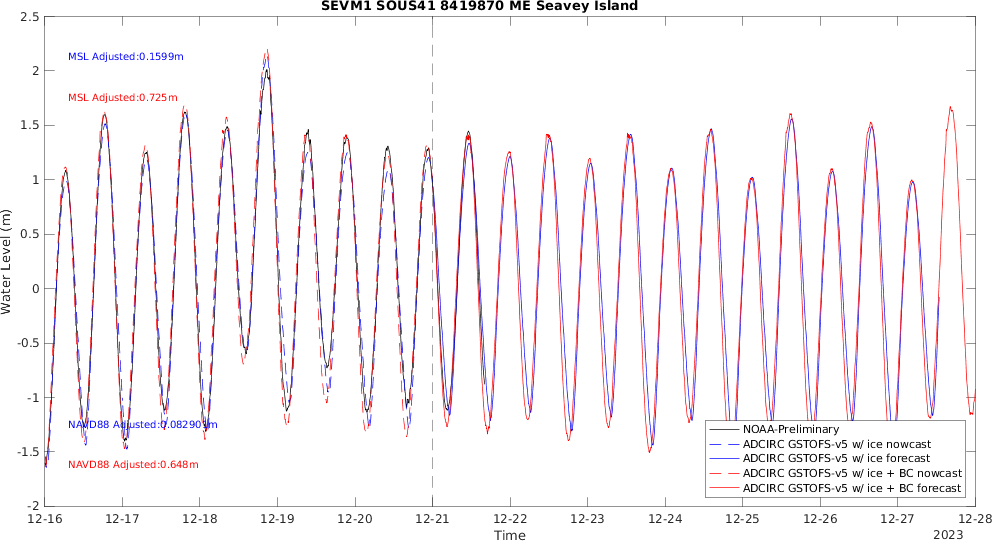 SEVM1 SOUS41 8419870 ME Seavey Island
2.5
2
1.5
1
0.5
0
-0.5
-1
-1.5
-2
Water Level (m)
MSL Adjusted:0.1599m
MSL Adjusted:0.725m
NAVD88 Adjusted:0.08290
NAVD88 Adjusted:0.648m
NOAA-Preliminary
ADCIRC GSTOFS-v5 w/ ice nowcast
ADCIRC GSTOFS-v5 w/ ice forecast
ADCIRC GSTOFS-v5 w/ ice + BC nowcast
ADCIRC GSTOFS-v5 w/ ice + BC forecast
12-16
12-17
12-18
12-19
12-20
12-21
12-22
12-23
12-24
12-25
12-26
12-27
12-28
Time
2023